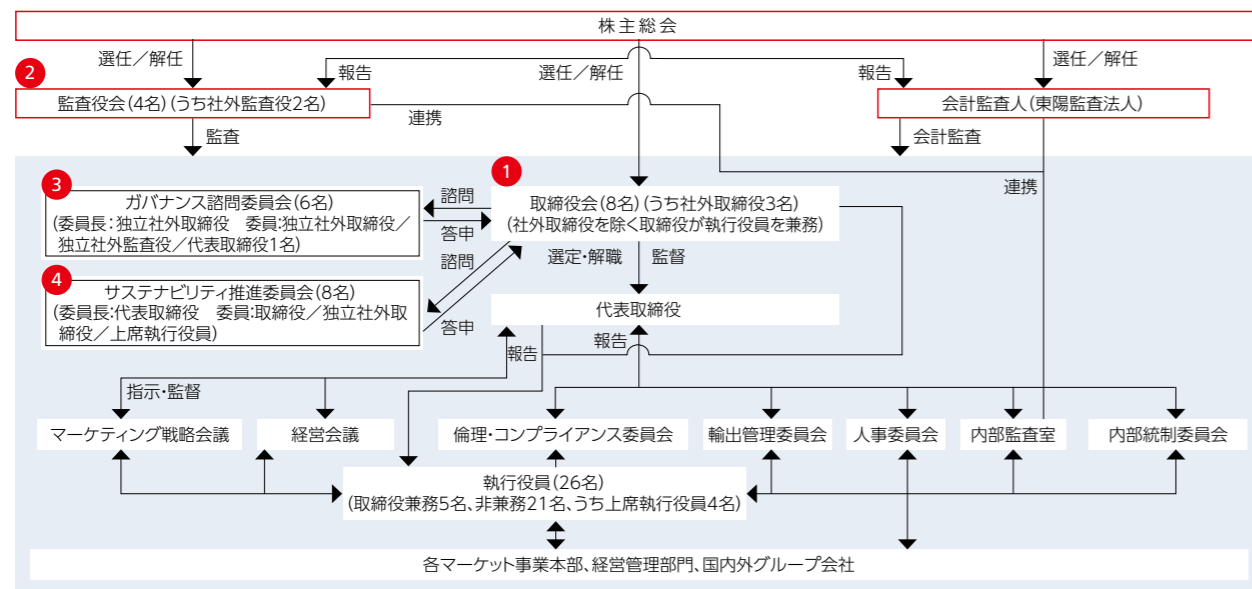 株主総会
選任／解任
報告
選任／解任
報告
選任／解任
2
監査役会(4名)(うち社外監査役2名)
連携
会計監査人(東陽監査法人)
監査
会計監査
連携
3
ガバナンス諮問委員会(6名)
(委員長：独立社外取締役　委員:独立社外取締役／
独立社外監査役／代表取締役1名)
諮問
答申
1
取締役会(8名)(うち社外取締役3名)
(社外取締役を除く取締役が執行役員を兼務)
諮問
選定・解職
監督
4
サステナビリティ推進委員会(8名)
(委員長:代表取締役　委員:取締役／独立社外取
締役／上席執行役員)
答申
代表取締役
報告
報告
指示・監督
マーケティング戦略会議
経営会議
倫理・コンプライアンス委員会
輸出管理委員会
人事委員会
内部監査室
内部統制委員会
執行役員(26名)
(取締役兼務5名、非兼務21名、うち上席執行役員4名)
各マーケット事業本部、経営管理部門、国内外グループ会社